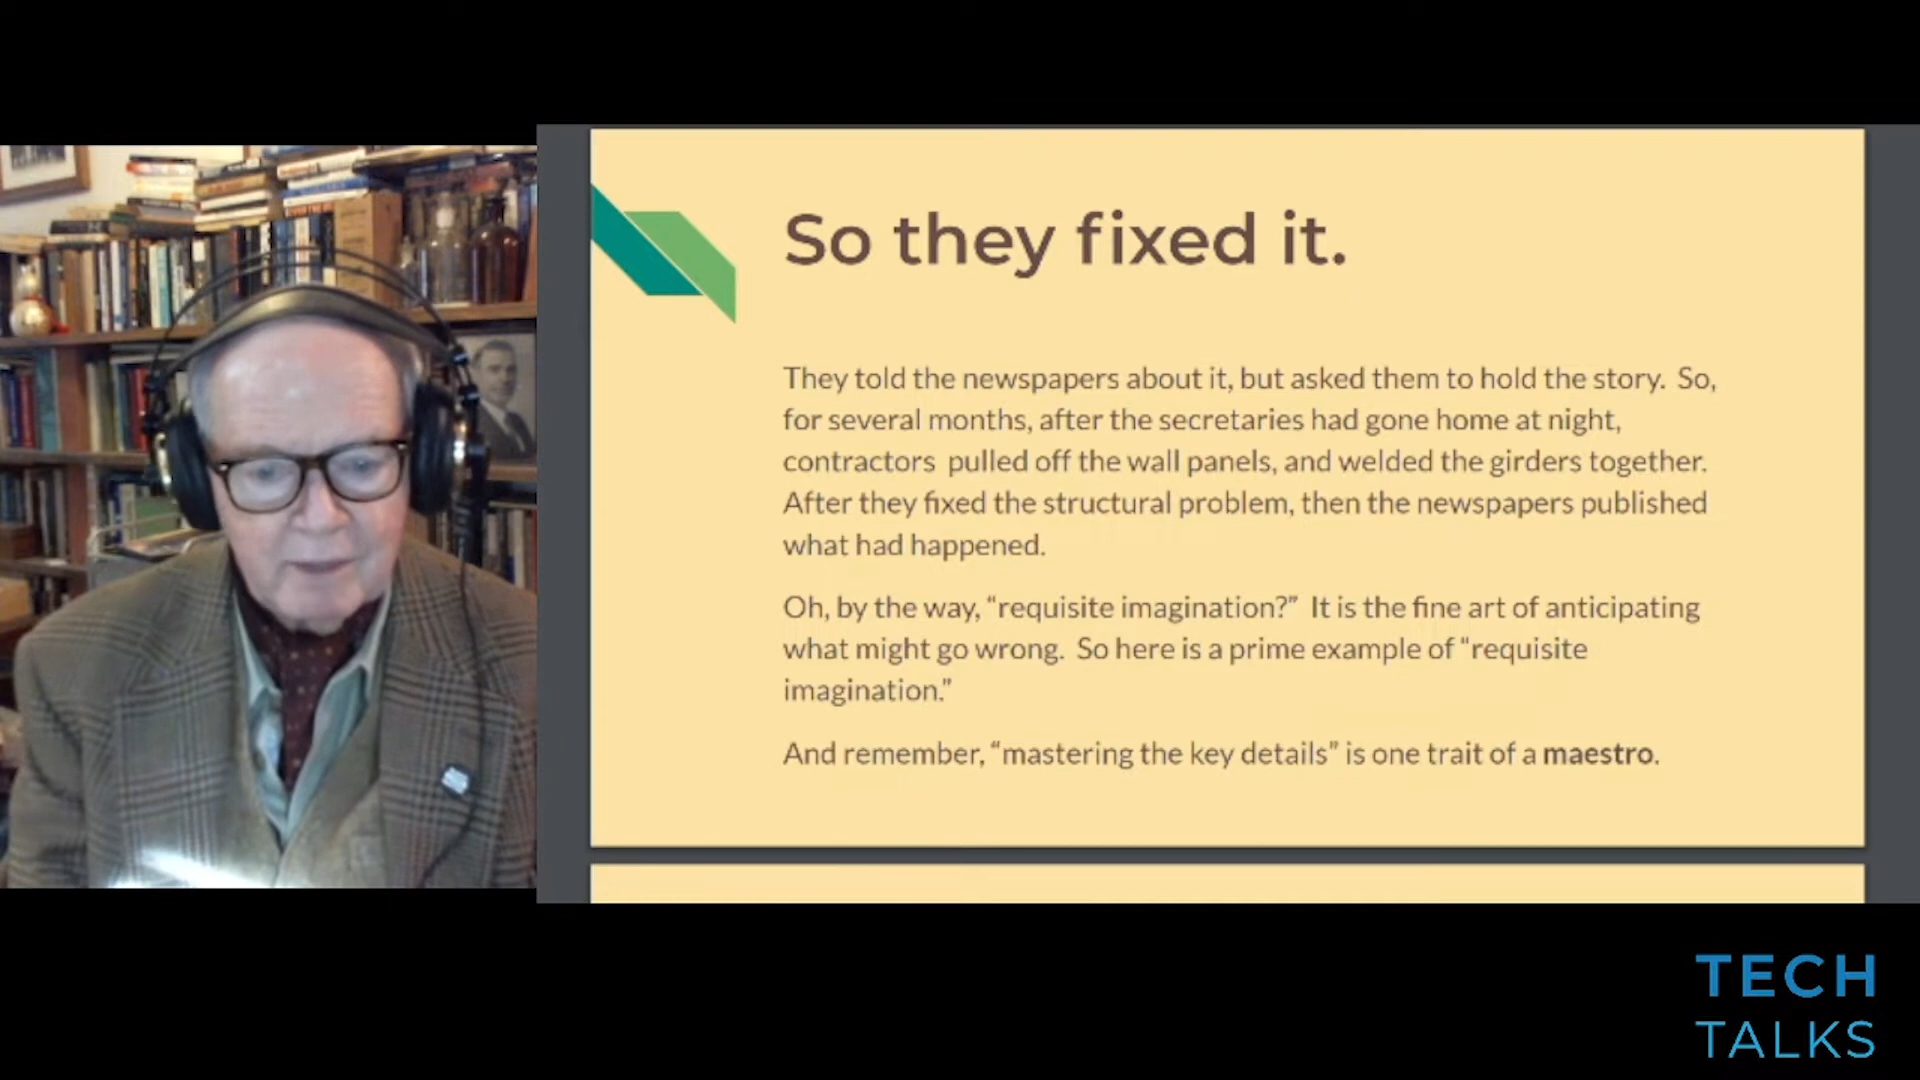 So they fixed it.
They told the newspapers about it, but asked them to hold the story.  So,
for several months, after the secretaries had gone home at night,
contractors  pulled off the wall panels, and welded the girders together.
After they fixed the structural problem, then the newspapers published
what had happened.
Oh, by the way, “requisite imagination?”  It is the fine art of anticipating
what might go wrong.  So here is a prime example of “requisite
imagination.”
And remember, “mastering the key details” is one trait of a maestro.
TECH
TALKS